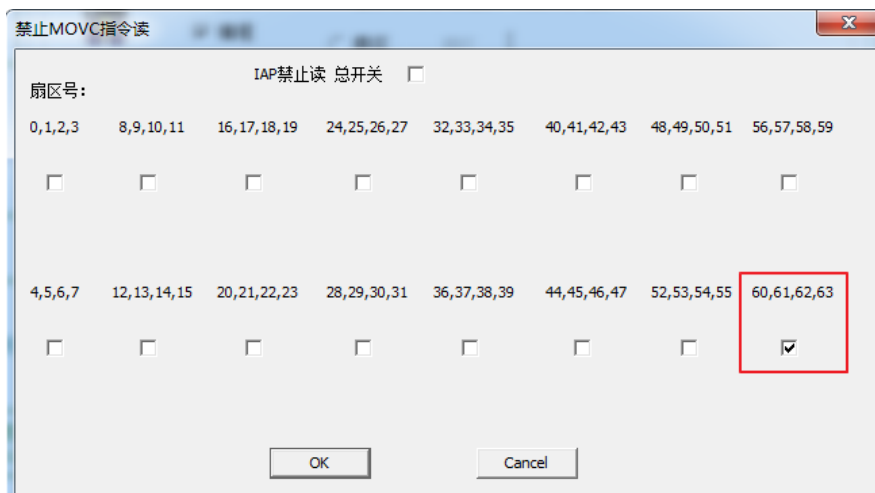 禁止MOVC指令读
IAP禁止读 总开关
扇区号:
0,1,2,3 8,9,10,11 16,17,18,19 24,25,26,27 32,33,34,35 40,41,42,43 48,49,50,51 56,57,58,59
4,5,6,7 12,13,14,15 20,21,22,23 28,29,30,31 36,37,38,39 44,45,46,47 52,53,54,55 60,61,62,63
OK Cancel